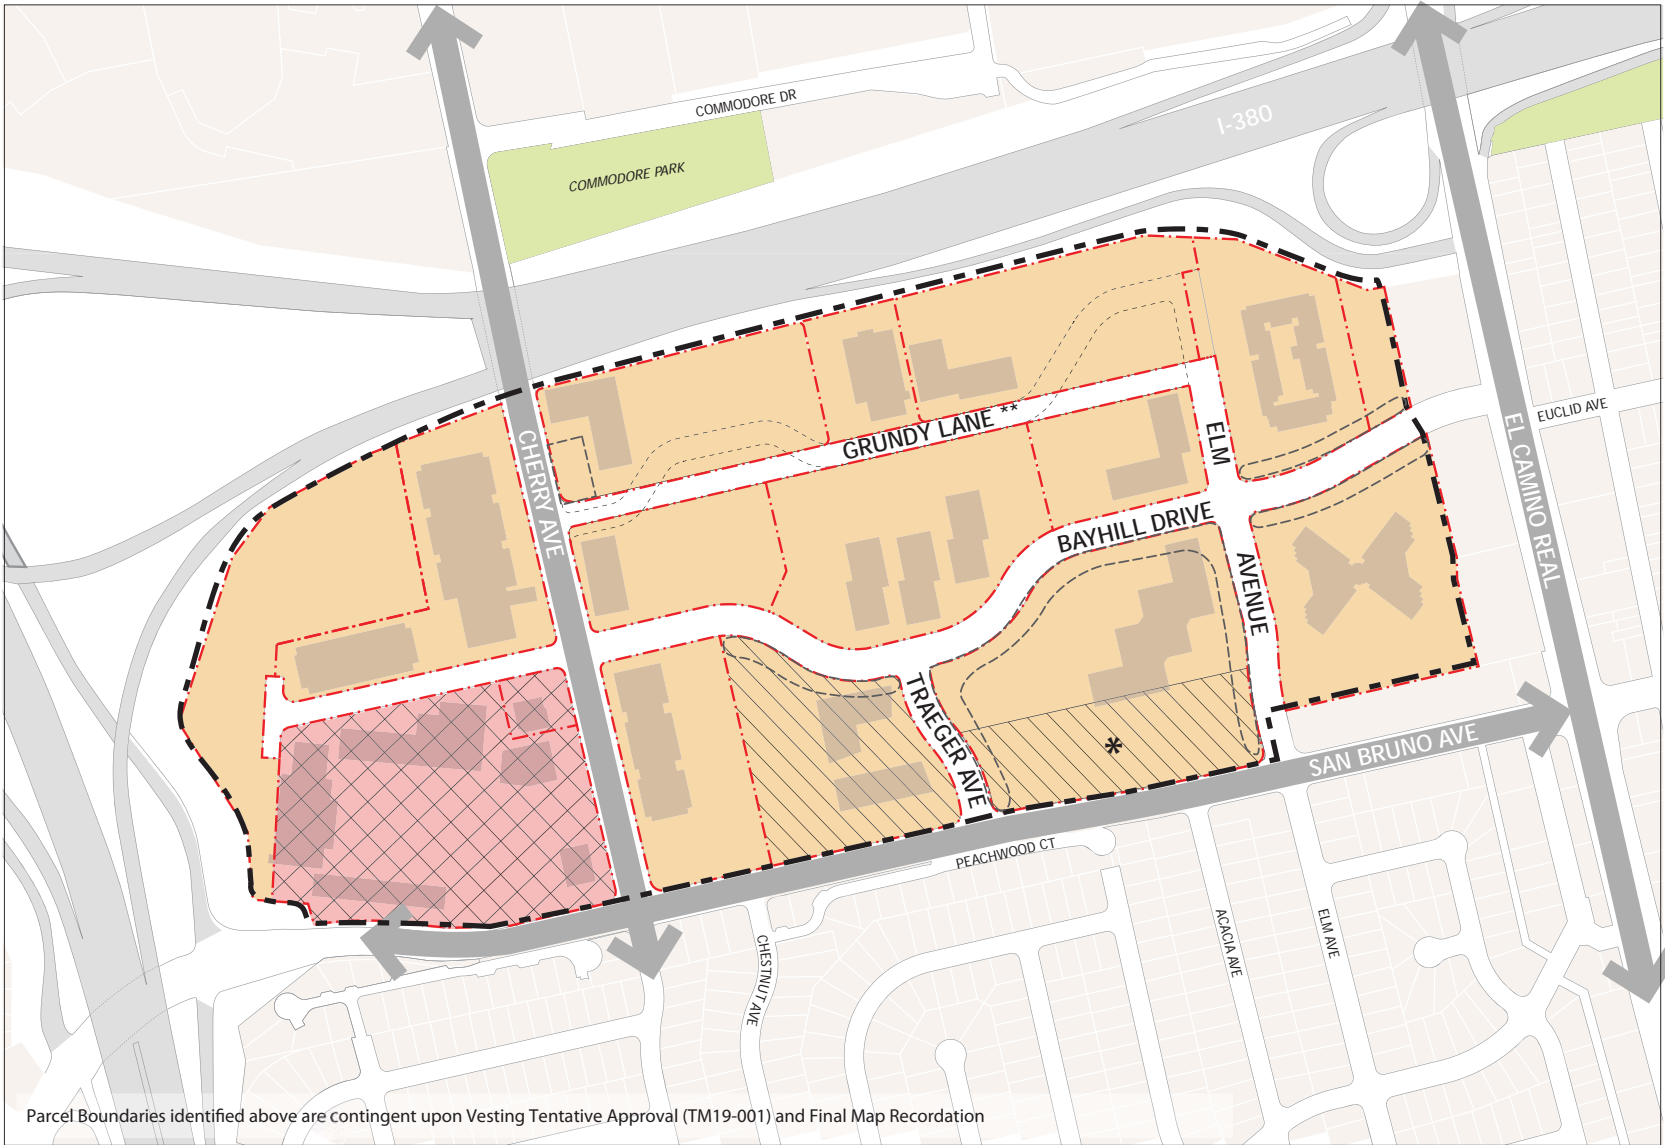 COMMODORE DR
I-380
COMMODORE PARK
EUCLID AVE
GRUNDY LANE **
CHERRY AVE
ELM
EL CAMINO REAL
BAYHILL DRIVE
AVENUE
TRAEGER AVE
*
SAN BRUNO AVE
PEACHWOOD CT
CHESTNUT AVE
ACACIA AVE
ELM AVE
Parcel Boundaries identified above are contingent upon Vesting Tentative Approval (TM19-001) and Final Map Recordation